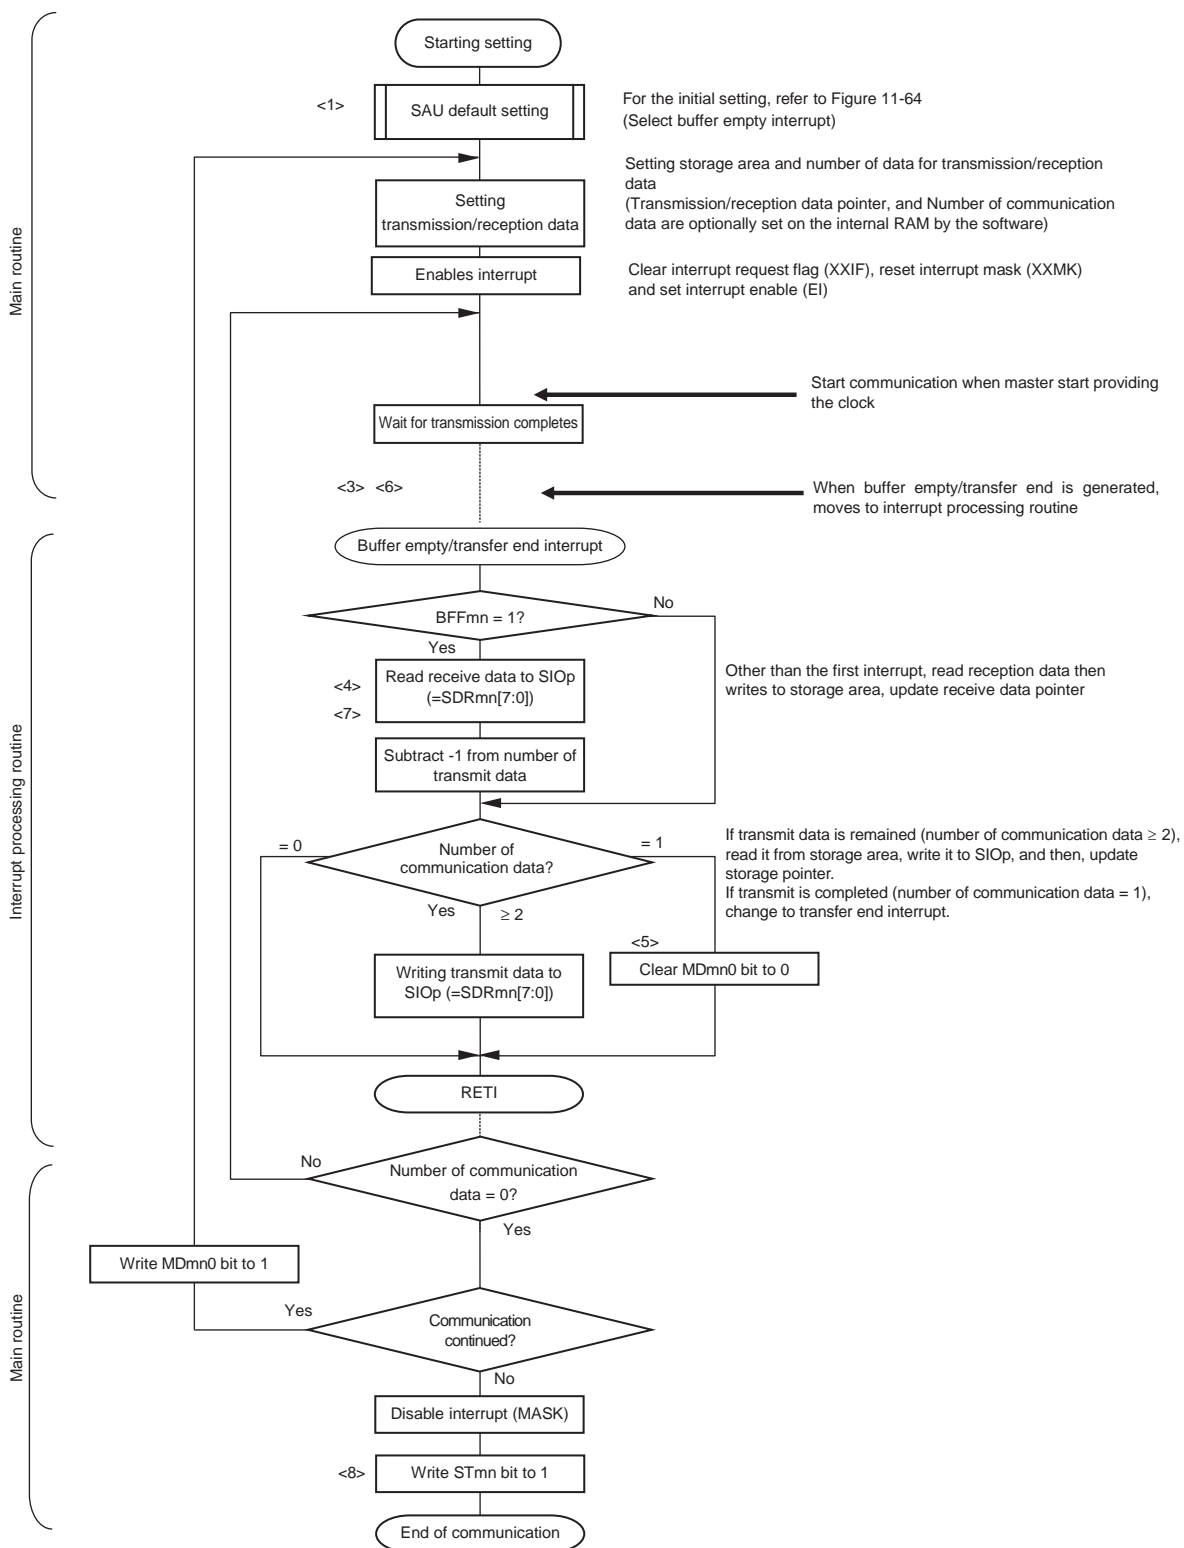 Starting setting
<1>
SAU default setting
For the initial setting, refer to Figure 11-64
(Select buffer empty interrupt)
Setting
transmission/reception data
Setting storage area and number of data for transmission/reception
data
(Transmission/reception data pointer, and Number of communication
data are optionally set on the internal RAM by the software)
Main routine
Enables interrupt
Clear interrupt request flag (XXIF), reset interrupt mask (XXMK)
and set interrupt enable (EI)
Start communication when master start providing
the clock
Wait for transmission completes
<3> <6>
When buffer empty/transfer end is generated,
moves to interrupt processing routine
Buffer empty/transfer end interrupt
BFFmn = 1?
No
Yes
<4>
<7>
Read receive data to SIOp
(=SDRmn[7:0])
Other than the first interrupt, read reception data then
writes to storage area, update receive data pointer
Subtract -1 from number of
transmit data
Interrupt processing routine
= 0
Number of
communication data?
= 1
If transmit data is remained (number of communication data ≥ 2),
read it from storage area, write it to SIOp, and then, update
storage pointer.
If transmit is completed (number of communication data = 1),
change to transfer end interrupt.
Yes
≥ 2
<5>
Writing transmit data to
SIOp (=SDRmn[7:0])
Clear MDmn0 bit to 0
RETI
No
Number of communication
data = 0?
Yes
Write MDmn0 bit to 1
Main routine
Yes
Communication
continued?
No
Disable interrupt (MASK)
<8>
Write STmn bit to 1
End of communication